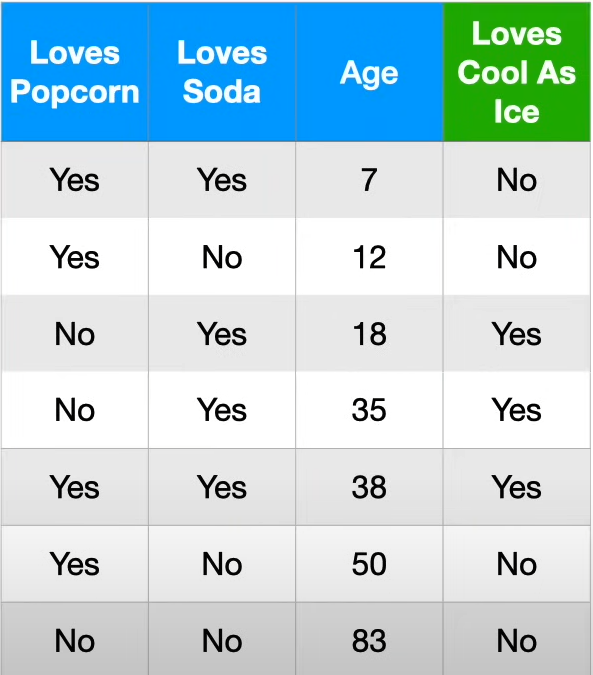 Loves Popcorn | Loves Soda | Age | Loves Cool As Ice
Yes | Yes | 7 | No
Yes | No | 12 | No
No | Yes | 18 | Yes
No | Yes | 35 | Yes
Yes | Yes | 38 | Yes
Yes | No | 50 | No
No | No | 83 | No